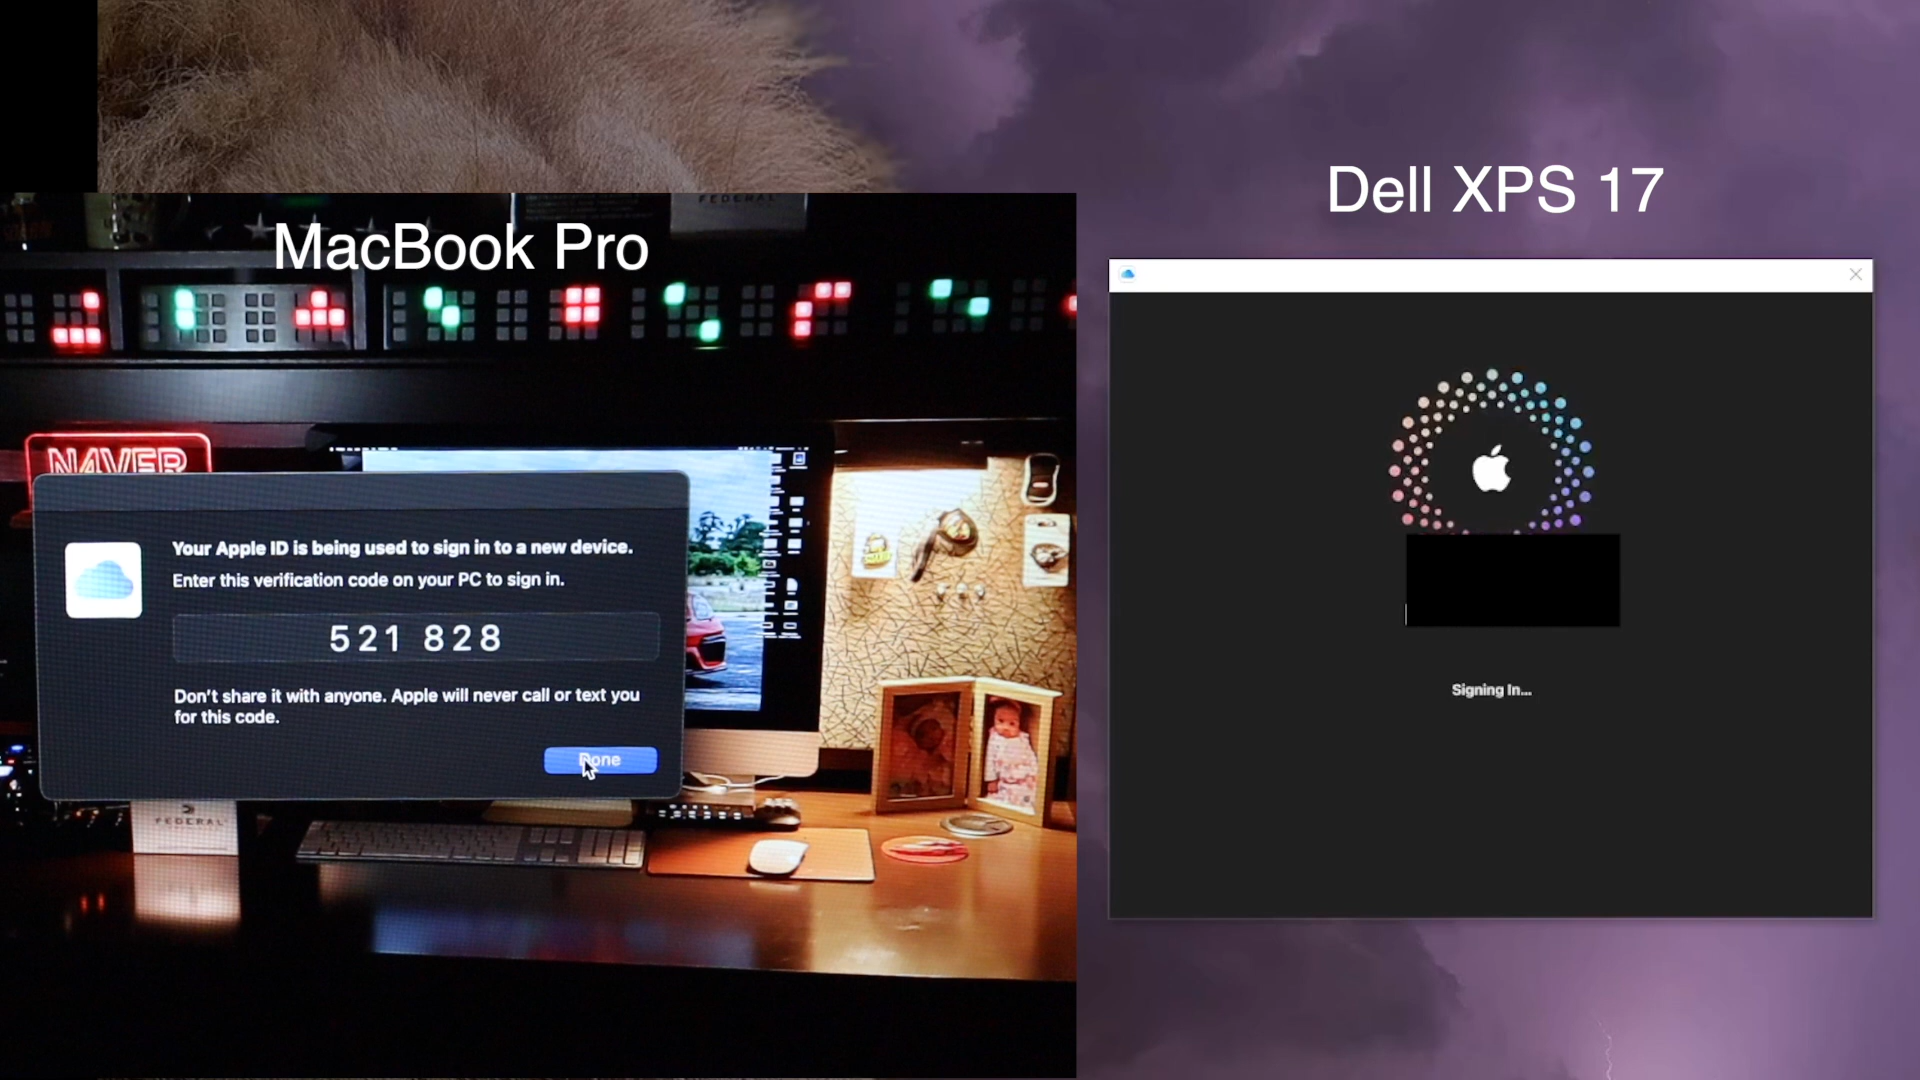 FEDERAL
Dell XPS 17
MacBook Pro
NAVER
Your Apple ID is being used to sign in to a new device.
Enter this verification code on your PC to sign in.
521 828
Don't share it with anyone. Apple will never call or text you
for this code.
Done
Signing In...
FEDERAL